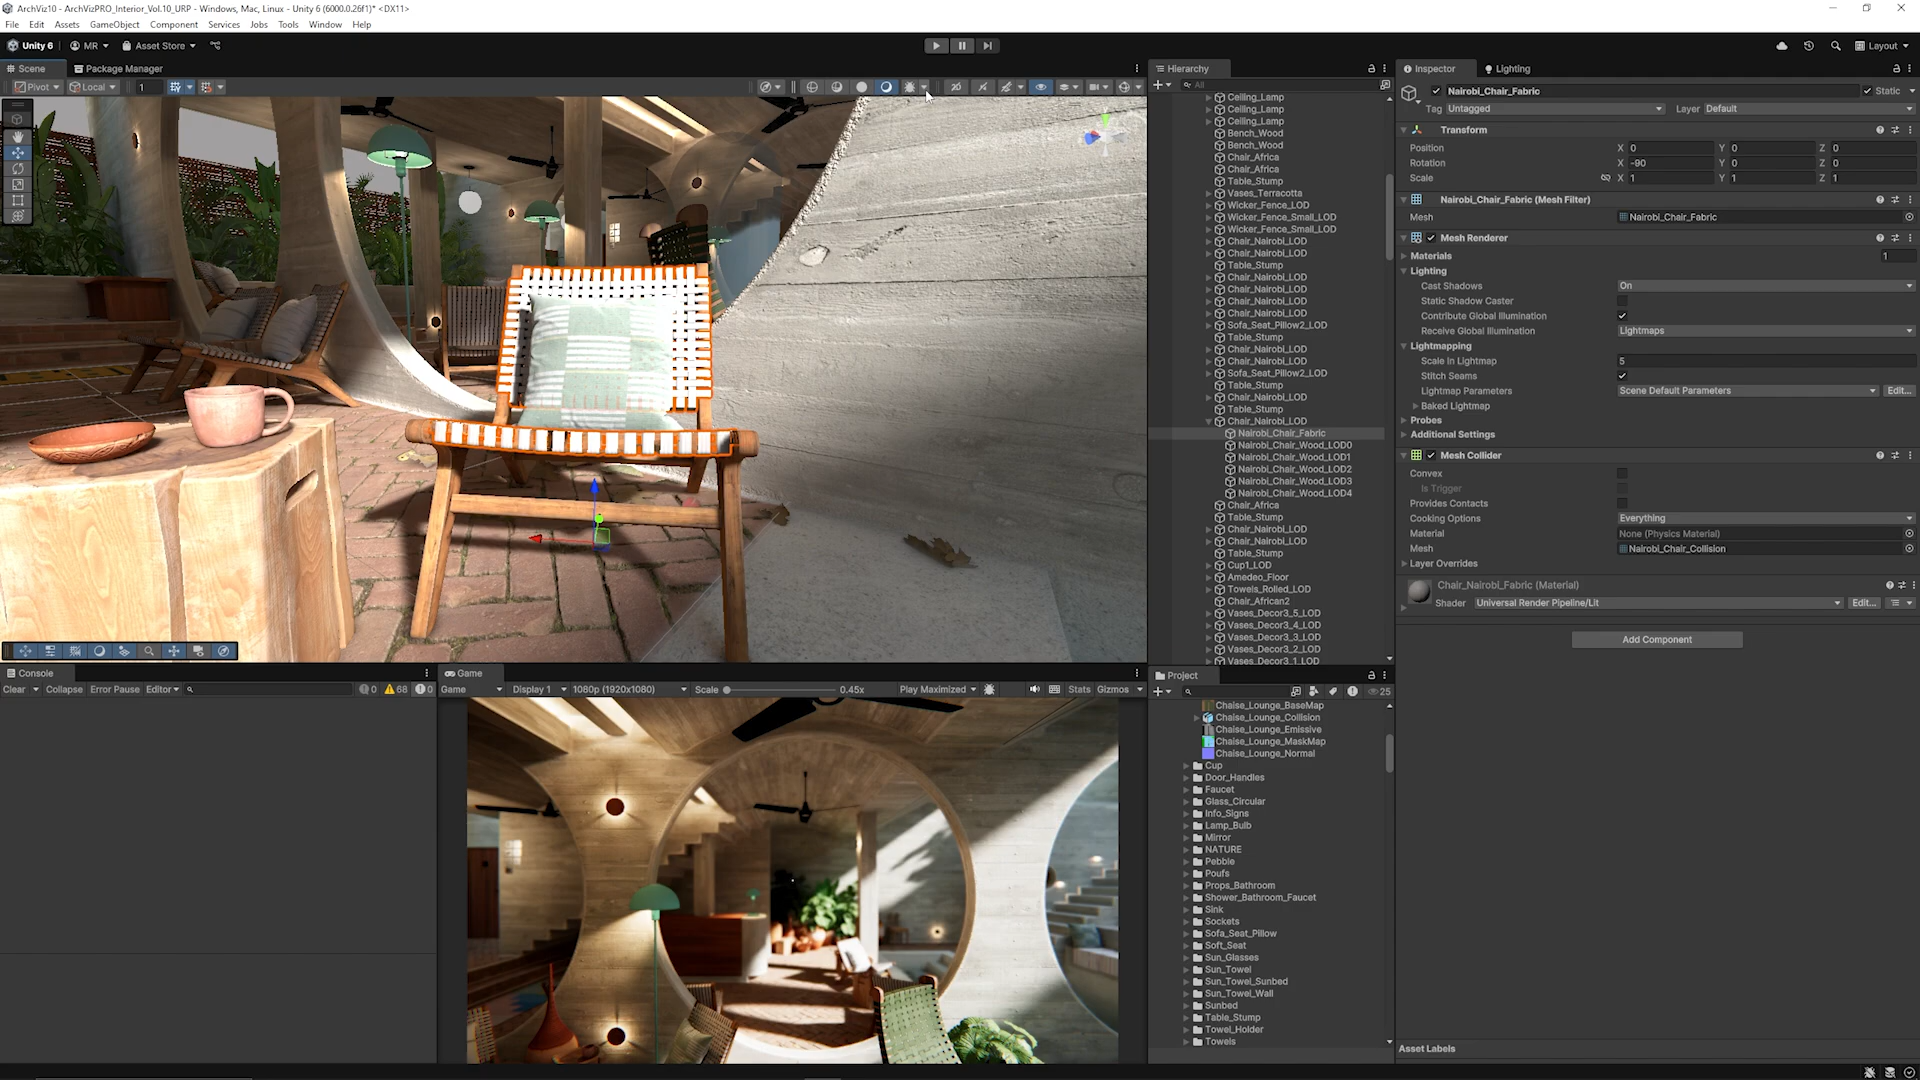 ArchViz10 - ArchVizPRO_Interior_Vol.10_URP - Windows, Mac, Linux - Unity 6 (6000.0.26f1)* <DX11>
File Edit Assets GameObject Component Services Jobs Tools Window Help
Unity 6 MR Asset Store Layout
Scene Package Manager
Pivot Local 1
Hierarchy
All
Ceiling_Lamp
Ceiling_Lamp
Ceiling_Lamp
Bench_Wood
Bench_Wood
Chair_Africa
Chair_Africa
Table_Stump
Vases_Terracotta
Wicker_Fence_LOD
Wicker_Fence_Small_LOD
Wicker_Fence_Small_LOD
Chair_Nairobi_LOD
Chair_Nairobi_LOD
Table_Stump
Chair_Nairobi_LOD
Chair_Nairobi_LOD
Chair_Nairobi_LOD
Chair_Nairobi_LOD
Sofa_Seat_Pillow2_LOD
Table_Stump
Chair_Nairobi_LOD
Chair_Nairobi_LOD
Sofa_Seat_Pillow2_LOD
Table_Stump
Chair_Nairobi_LOD
Table_Stump
Chair_Nairobi_LOD
Nairobi_Chair_Fabric
Nairobi_Chair_Wood_LOD0
Nairobi_Chair_Wood_LOD1
Nairobi_Chair_Wood_LOD2
Nairobi_Chair_Wood_LOD3
Nairobi_Chair_Wood_LOD4
Chair_Africa
Table_Stump
Chair_Nairobi_LOD
Chair_Nairobi_LOD
Table_Stump
Cup1_LOD
Amedeo_Floor
Towels_Rolled_LOD
Chair_African2
Vases_Decor3_5_LOD
Vases_Decor3_4_LOD
Vases_Decor3_3_LOD
Vases_Decor3_2_LOD
Vases_Decor3_1_LOD
Inspector Lighting
Nairobi_Chair_Fabric Static
Tag Untagged Layer Default
Transform
Position X 0 Y 0 Z 0
Rotation X -90 Y 0 Z 0
Scale X 1 Y 1 Z 1
Nairobi_Chair_Fabric (Mesh Filter)
Mesh Nairobi_Chair_Fabric
Mesh Renderer
Materials 1
Lighting
Cast Shadows On
Static Shadow Caster
Contribute Global Illumination
Receive Global Illumination Lightmaps
Lightmapping
Scale In Lightmap 5
Stitch Seams
Lightmap Parameters Scene Default Parameters Edit...
Baked Lightmap
Probes
Additional Settings
Mesh Collider
Convex
Is Trigger
Provides Contacts
Cooking Options Everything
Material None (Physics Material)
Mesh Nairobi_Chair_Collision
Layer Overrides
Chair_Nairobi_Fabric (Material)
Shader Universal Render Pipeline/Lit Edit...
Add Component
Asset Labels
Console
Clear Collapse Error Pause Editor 0 68 0
Game
Game Display 1 1080p (1920x1080) Scale 0.45x Play Maximized Stats Gizmos
Project
25
Chaise_Lounge_BaseMap
Chaise_Lounge_Collision
Chaise_Lounge_Emissive
Chaise_Lounge_MaskMap
Chaise_Lounge_Normal
Cup
Door_Handles
Faucet
Glass_Circular
Info_Signs
Lamp_Bulb
Mirror
NATURE
Pebble
Poufs
Props_Bathroom
Shower_Bathroom_Faucet
Sink
Sockets
Sofa_Seat_Pillow
Soft_Seat
Sun_Glasses
Sun_Towel
Sun_Towel_Sunbed
Sun_Towel_Wall
Sunbed
Table_Stump
Towel_Holder
Towels